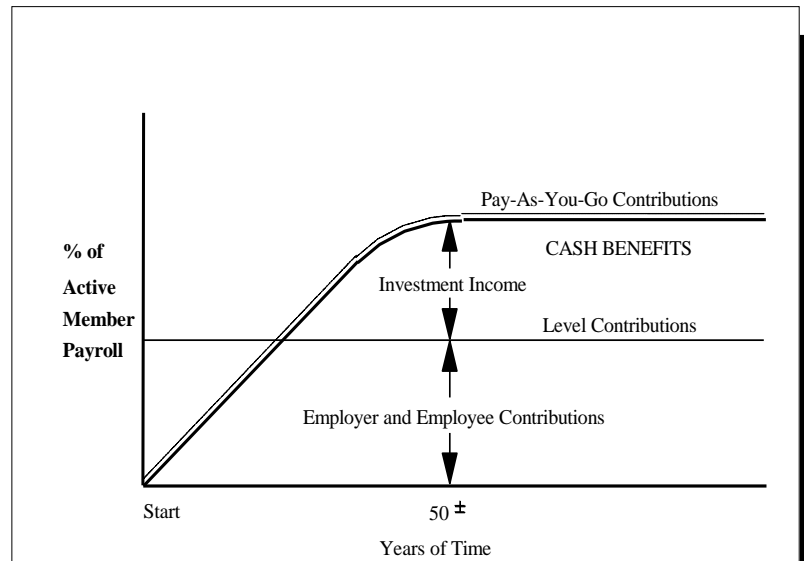 Pay-As-You-Go Contributions
CASH BENEFITS
% of
Active
Member
Payroll
Investment Income
Level Contributions
Employer and Employee Contributions
Start
50 ±
Years of Time